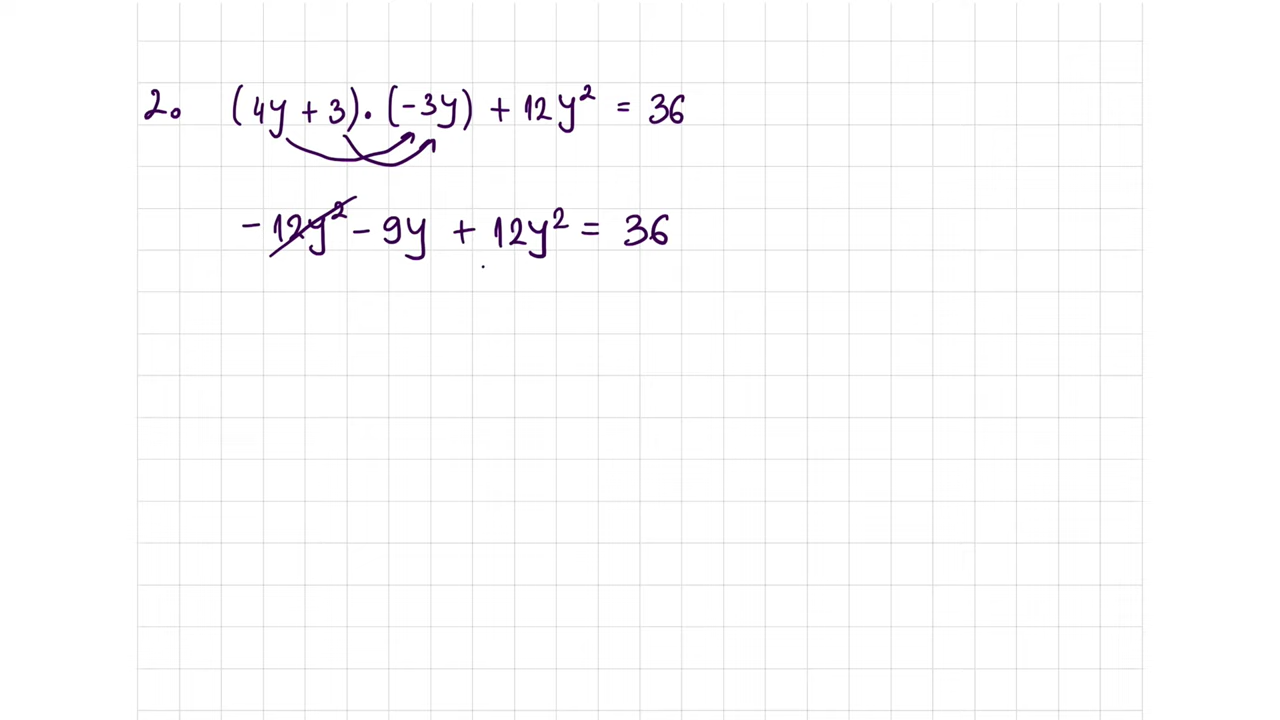 2. (4y + 3) · (-3y) + 12y² = 36
- 12y² - 9y + 12y² = 36